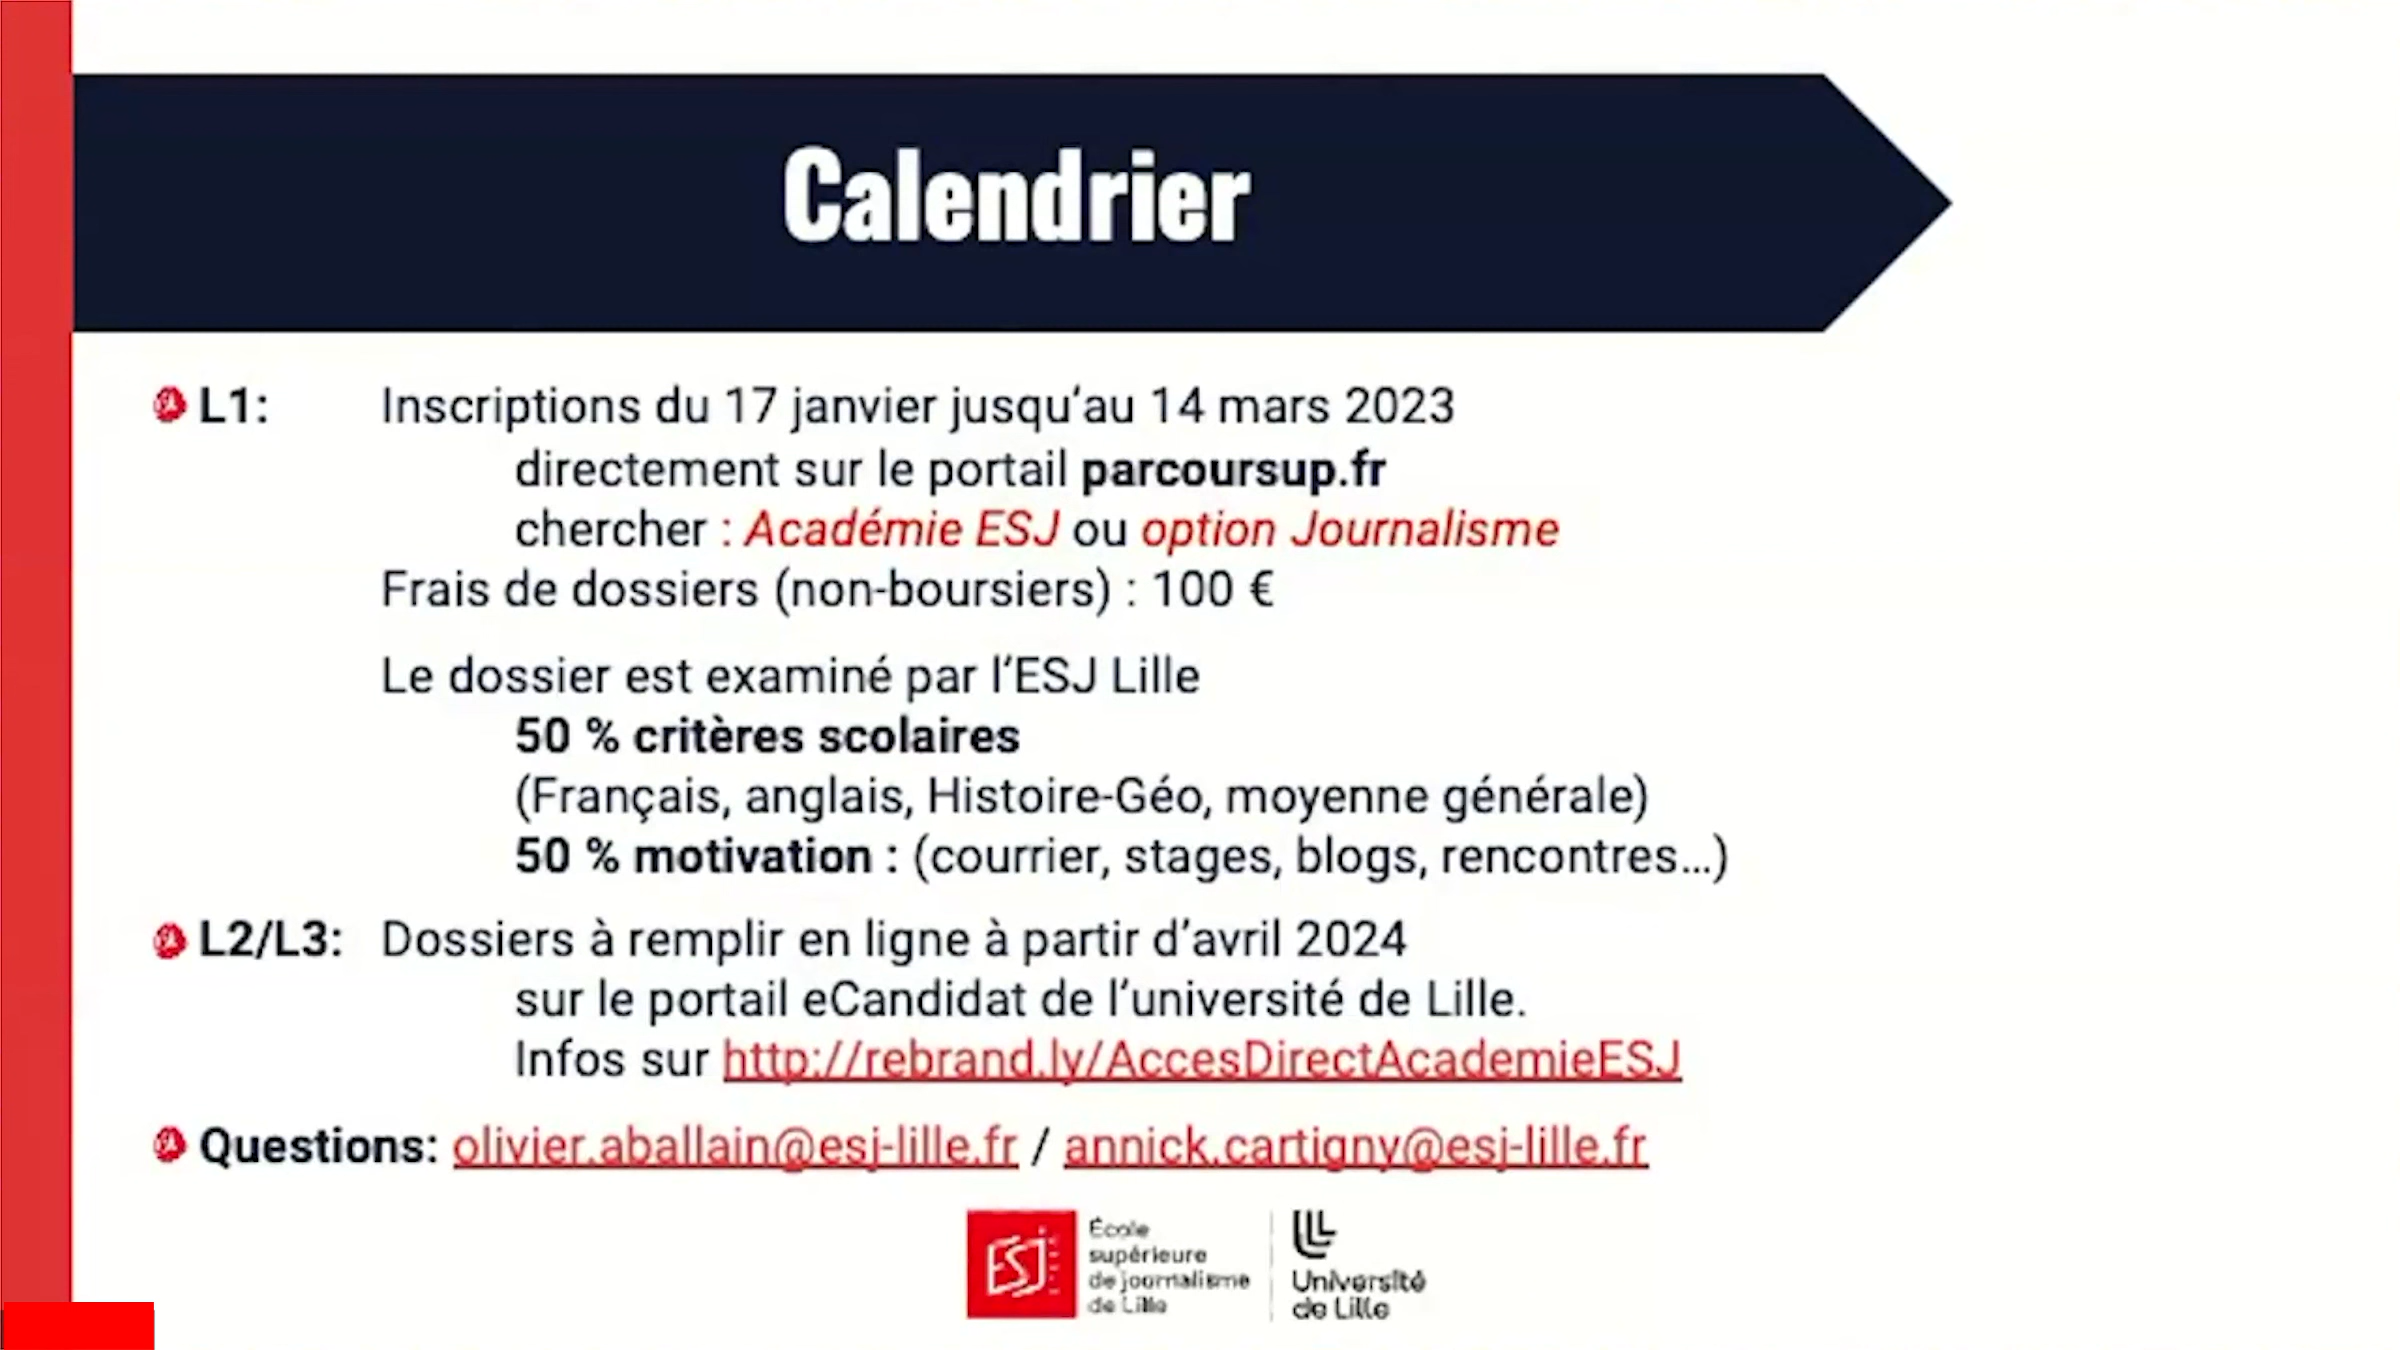 Calendrier
L1: Inscriptions du 17 janvier jusqu'au 14 mars 2023
directement sur le portail parcoursup.fr
chercher : Académie ESJ ou option Journalisme
Frais de dossiers (non-boursiers) : 100 €
Le dossier est examiné par l'ESJ Lille
50 % critères scolaires
(Français, anglais, Histoire-Géo, moyenne générale)
50 % motivation : (courrier, stages, blogs, rencontres...)
L2/L3: Dossiers à remplir en ligne à partir d'avril 2024
sur le portail eCandidat de l'université de Lille.
Infos sur http://rebrand.ly/AccesDirectAcademieESJ
Questions: olivier.aballain@esj-lille.fr / annick.cartigny@esj-lille.fr
ESJ
École
supérieure
de journalisme
de Lille
Université
de Lille